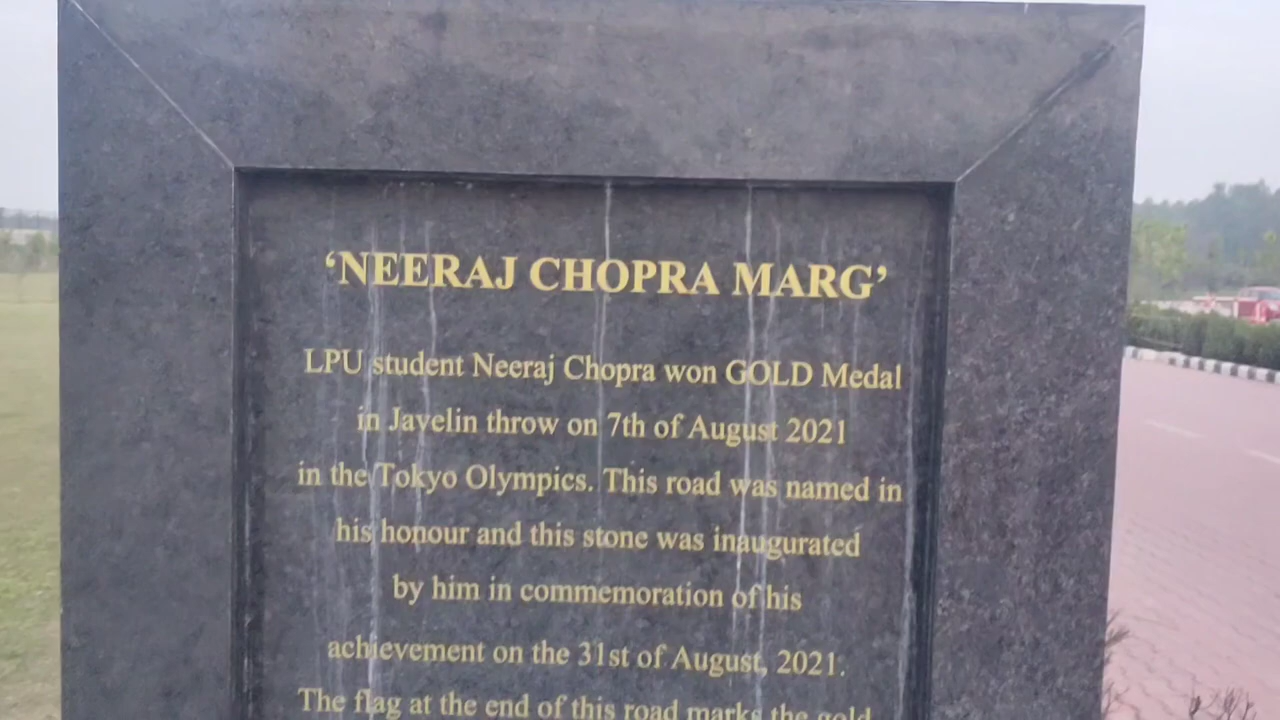 ‘NEERAJ CHOPRA MARG’
LPU student Neeraj Chopra won GOLD Medal
in Javelin throw on 7th of August 2021
in the Tokyo Olympics. This road was named in
his honour and this stone was inaugurated
by him in commemoration of his
achievement on the 31st of August, 2021.
The flag at the end of this road marks the gold